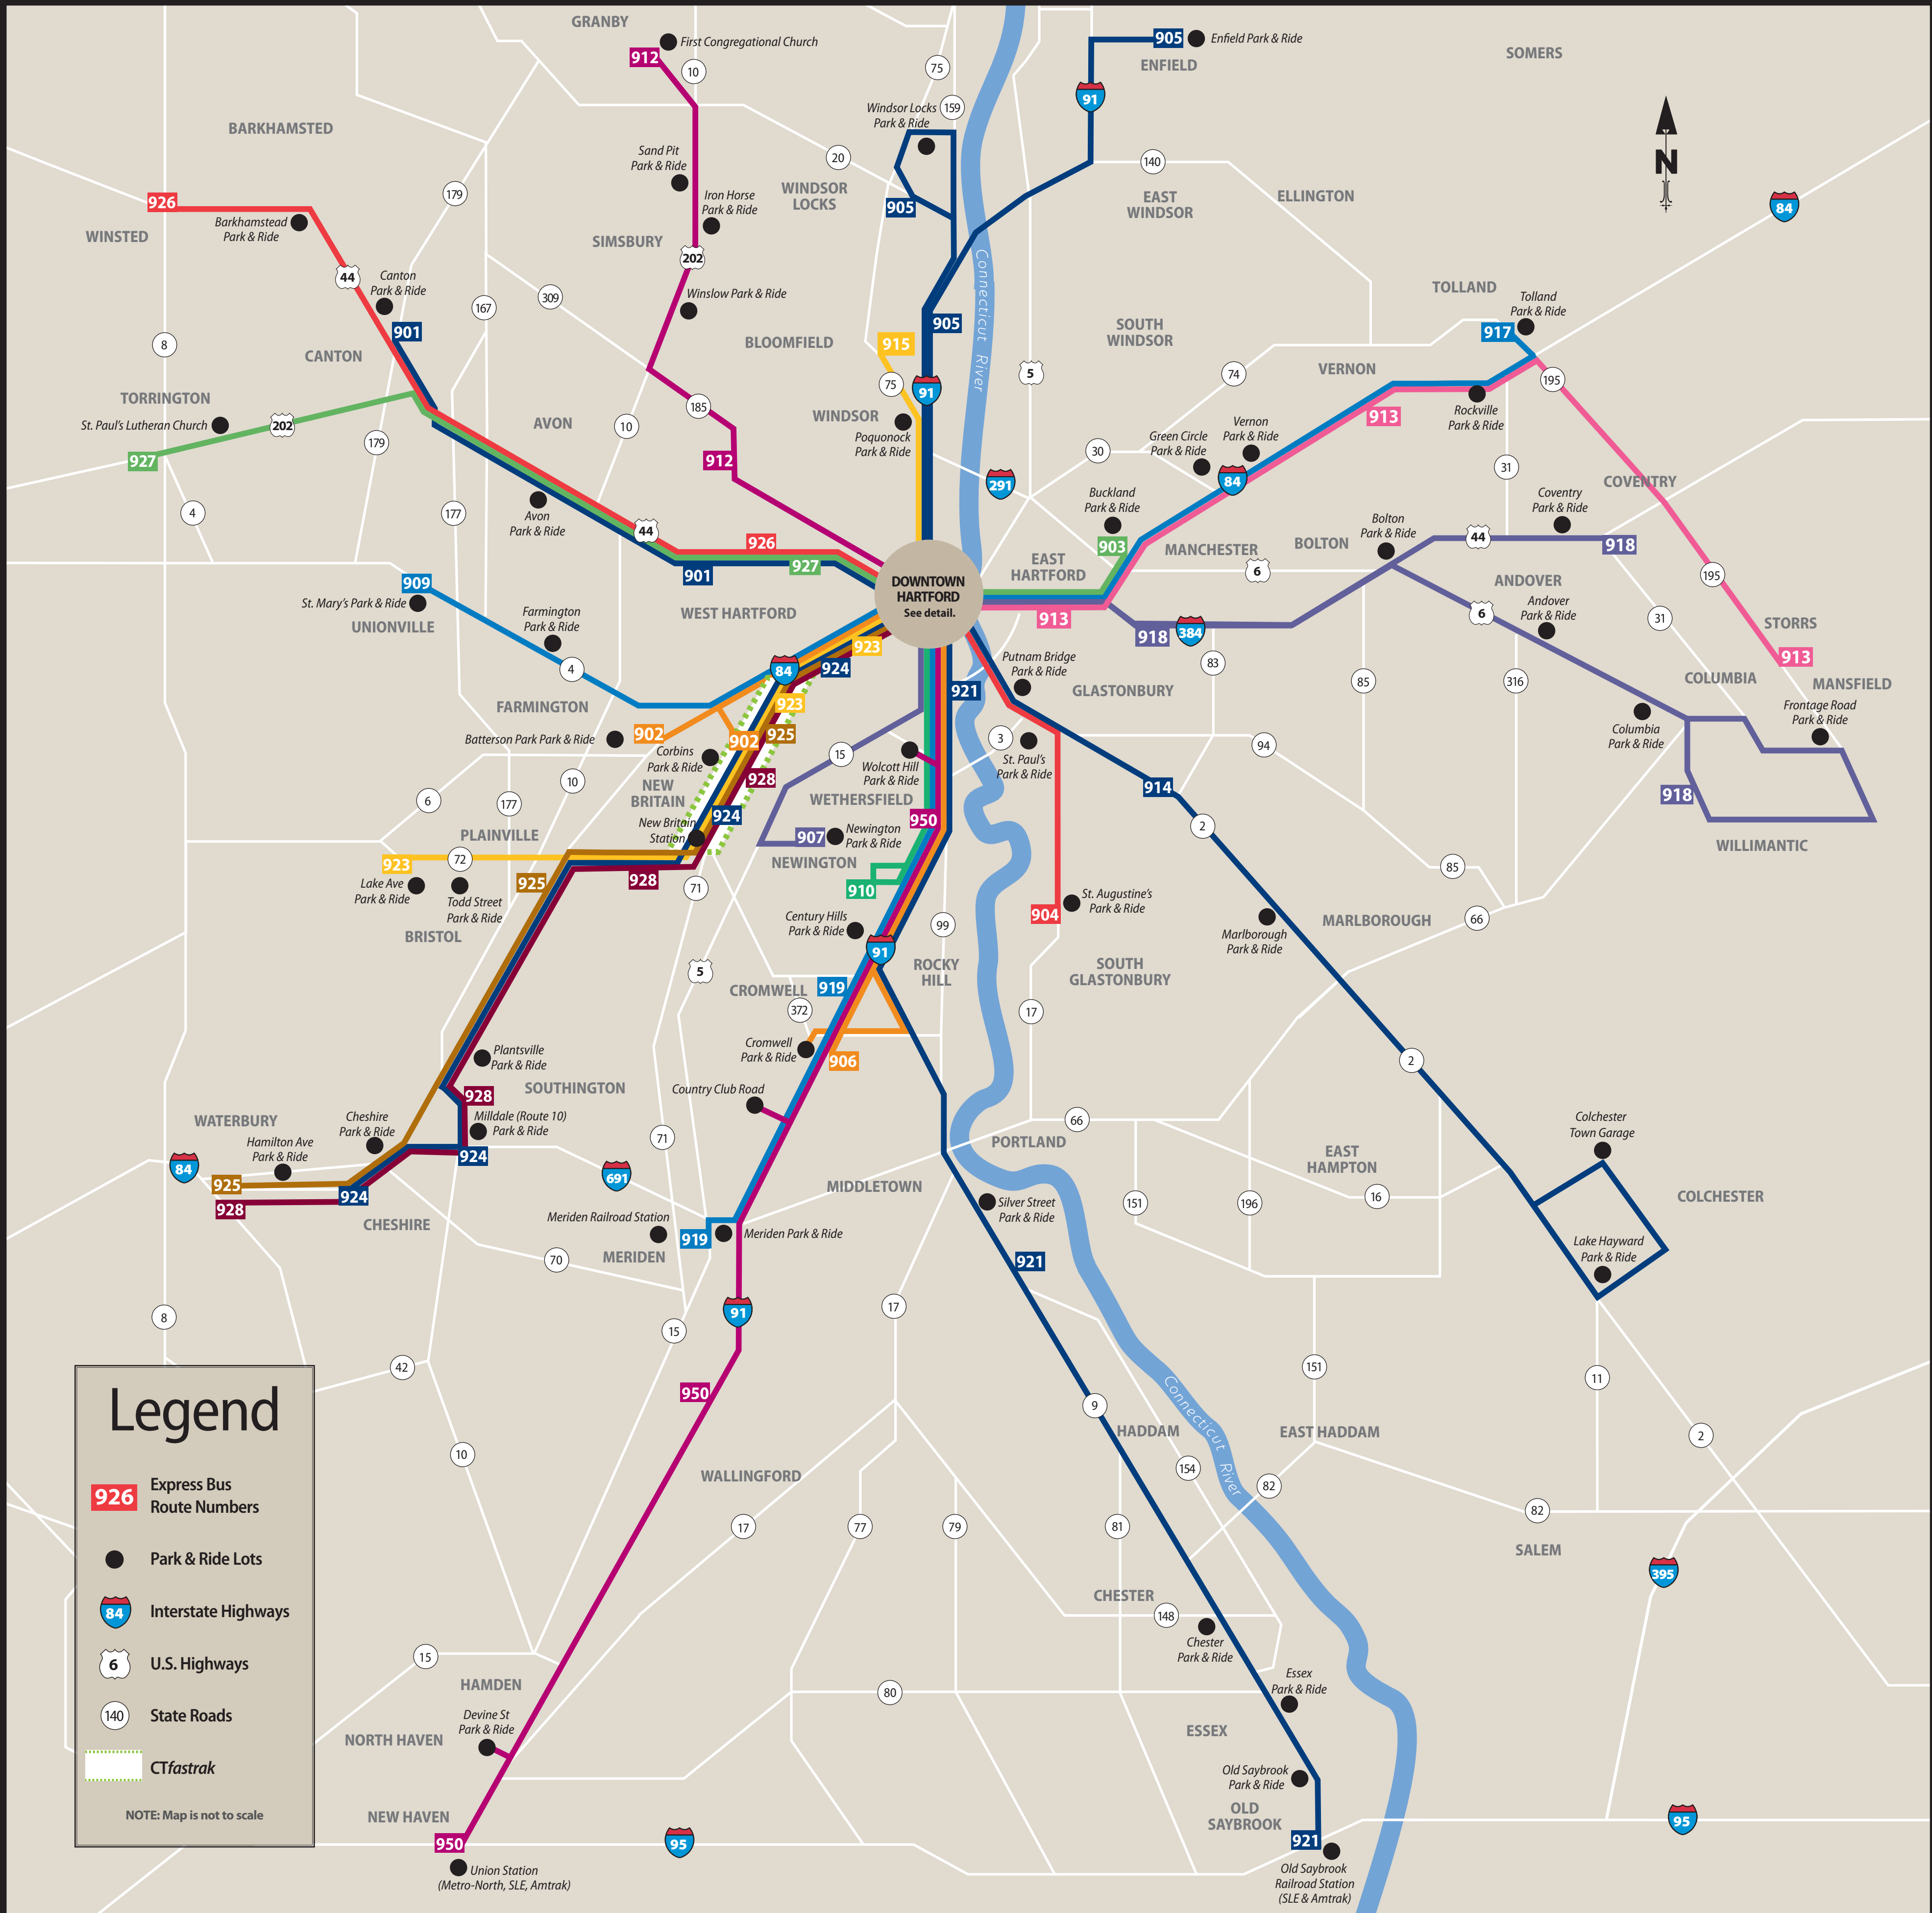 GRANBY
First Congregational Church
912
10
75
159
905
Enfield Park & Ride
ENFIELD
SOMERS
91
Windsor Locks
Park & Ride
BARKHAMSTED
Sand Pit
Park & Ride
20
140
N
179
Iron Horse
Park & Ride
WINDSOR
LOCKS
905
EAST
WINDSOR
ELLINGTON
84
926
Barkhamstead
Park & Ride
WINSTED
SIMSBURY
202
44
Canton
Park & Ride
Winslow Park & Ride
309
167
Connecticut River
TOLLAND
Tolland
Park & Ride
917
901
8
CANTON
BLOOMFIELD
915
905
SOUTH
WINDSOR
5
74
VERNON
195
75
91
TORRINGTON
St. Paul's Lutheran Church
202
927
179
AVON
10
185
WINDSOR
Poquonock
Park & Ride
913
Rockville
Park & Ride
Vernon
Park & Ride
Green Circle
Park & Ride
30
84
31
912
291
COVENTRY
4
177
Avon
Park & Ride
44
Buckland
Park & Ride
Coventry
Park & Ride
Bolton
Park & Ride
926
901
927
903
MANCHESTER
BOLTON
44
918
EAST
HARTFORD
6
DOWNTOWN
HARTFORD
See detail.
195
ANDOVER
Andover
Park & Ride
6
909
St. Mary's Park & Ride
UNIONVILLE
Farmington
Park & Ride
WEST HARTFORD
913
918
384
31
STORRS
913
923
924
84
4
Putnam Bridge
Park & Ride
GLASTONBURY
83
85
316
COLUMBIA
MANSFIELD
Frontage Road
Park & Ride
921
FARMINGTON
902
Batterson Park Park & Ride
923
902
925
Corbins
Park & Ride
15
Wolcott Hill
Park & Ride
3
St. Paul's
Park & Ride
94
Columbia
Park & Ride
10
928
NEW
BRITAIN
WETHERSFIELD
914
918
6
177
924
New Britain
Station
950
2
PLAINVILLE
907
Newington
Park & Ride
WILLIMANTIC
923
72
NEWINGTON
85
Lake Ave
Park & Ride
Todd Street
Park & Ride
925
928
71
910
904
St. Augustine's
Park & Ride
BRISTOL
Century Hills
Park & Ride
99
Marlborough
Park & Ride
MARLBOROUGH
66
91
5
ROCKY
HILL
SOUTH
GLASTONBURY
CROMWELL
919
372
17
Cromwell
Park & Ride
906
Plantsville
Park & Ride
2
928
SOUTHINGTON
Country Club Road
WATERBURY
Cheshire
Park & Ride
Milldale (Route 10)
Park & Ride
71
66
Colchester
Town Garage
Hamilton Ave
Park & Ride
924
PORTLAND
EAST
HAMPTON
84
691
925
924
928
MIDDLETOWN
151
196
16
COLCHESTER
CHESHIRE
Meriden Railroad Station
919
Meriden Park & Ride
Silver Street
Park & Ride
MERIDEN
70
921
Lake Hayward
Park & Ride
8
91
15
17
42
151
11
950
Connecticut River
9
HADDAM
EAST HADDAM
2
10
WALLINGFORD
154
82
82
17
77
79
81
SALEM
395
CHESTER
148
Chester
Park & Ride
15
HAMDEN
80
Essex
Park & Ride
Devine St
Park & Ride
ESSEX
NORTH HAVEN
Old Saybrook
Park & Ride
NEW HAVEN
OLD
SAYBROOK
950
95
921
95
Union Station
(Metro-North, SLE, Amtrak)
Old Saybrook
Railroad Station
(SLE & Amtrak)
Legend
926
Express Bus
Route Numbers
Park & Ride Lots
84
Interstate Highways
6
U.S. Highways
140
State Roads
CTfastrak
NOTE: Map is not to scale